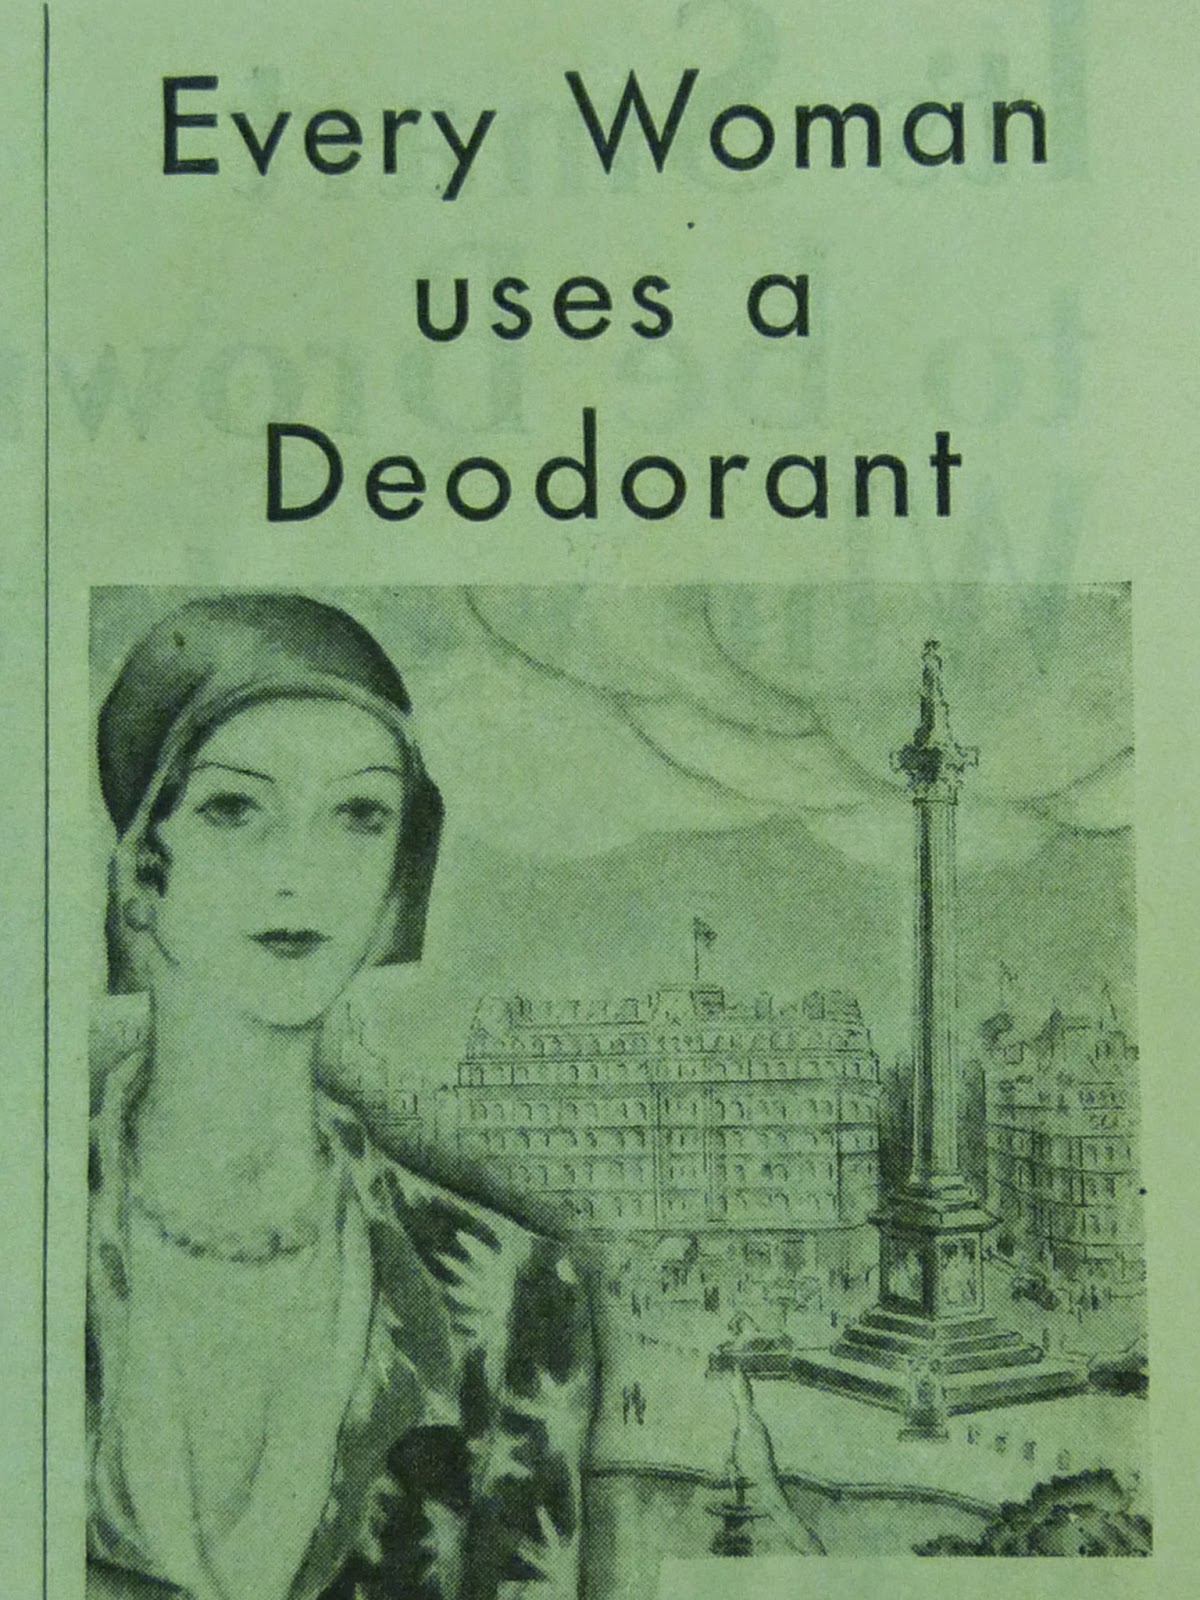 Every Woman
uses a
Deodorant